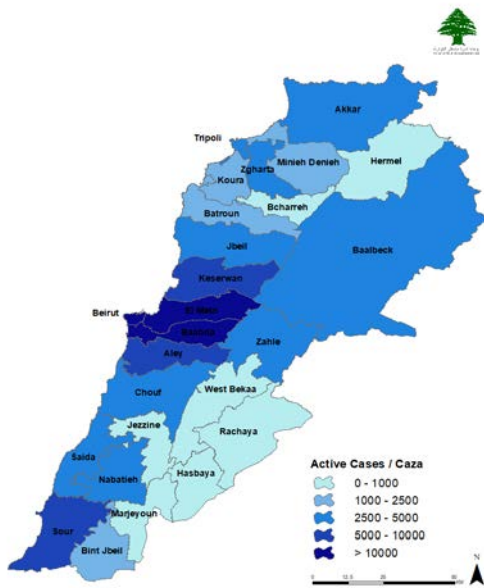 Akkar
Tripoli
Hermel
Minieh Denieh
Zgharta
Koura
Bcharreh
Batroun
Baalbeck
Jbeil
Keserwan
El Metn
Beirut
Baabda
Zahle
Aley
West Bekaa
Chouf
Jezzine
Rachaya
Saida
Hasbaya
Nabatieh
Marjeyoun
Sour
Bint Jbeil
Active Cases / Caza
0 - 1000
1000 - 2500
2500 - 5000
5000 - 10000
> 10000
N
0